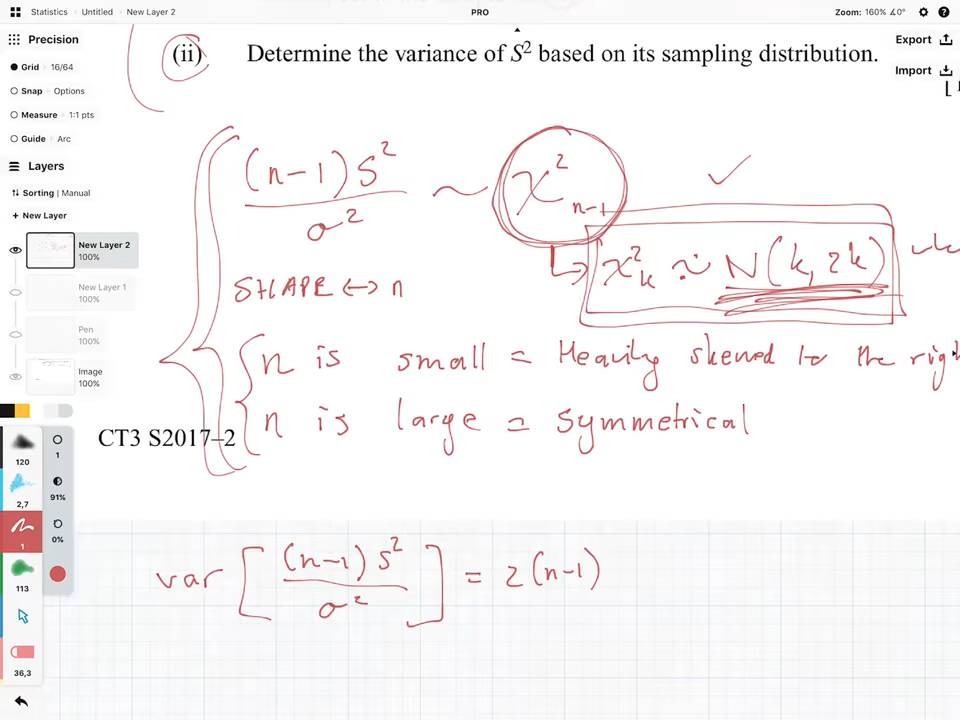 Statistics › Untitled › New Layer 2
PRO
Zoom: 160% ∠0°
Precision
Grid › 16/64
Snap › Options
Measure › 1:1 pts
Guide › Arc
Layers
Sorting | Manual
+ New Layer
New Layer 2
100%
New Layer 1
100%
Pen
100%
Image
100%
120
2,7
1
113
36,3
1
91%
0%
Export
Import
(ii) Determine the variance of S² based on its sampling distribution.
(n-1)S²/σ² ~ χ²n-1
↳ χ²k ≈ N(k, 2k)
SHAPE ↔ n
n is small = Heavily skewed to the righ
n is large = symmetrical
CT3 S2017–2
var [(n-1)S²/σ²] = 2(n-1)